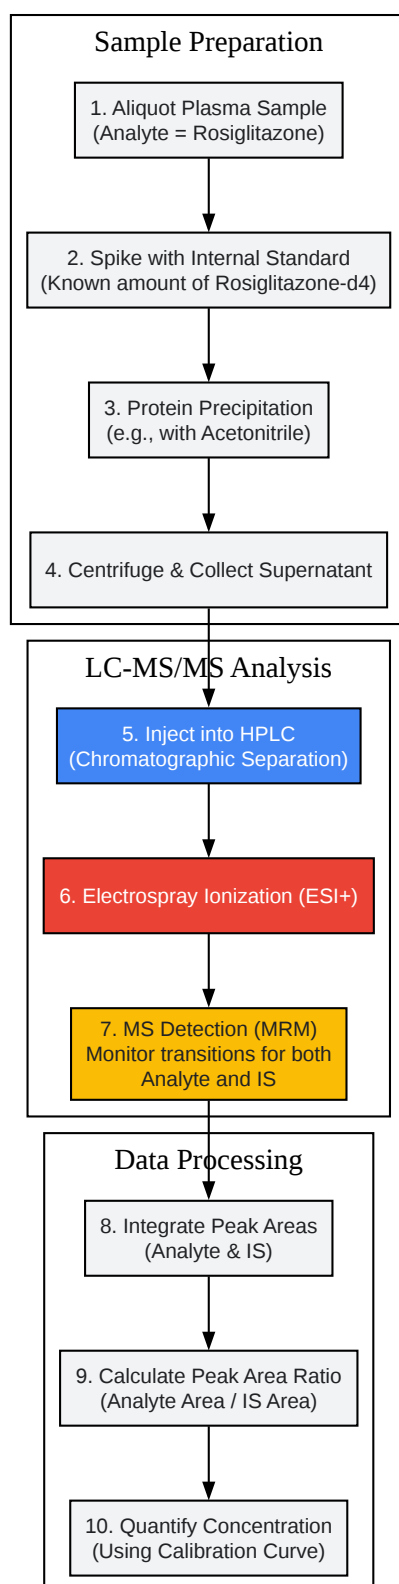 Sample Preparation
1. Aliquot Plasma Sample
(Analyte = Rosiglitazone)
2. Spike with Internal Standard
(Known amount of Rosiglitazone-d4)
3. Protein Precipitation
(e.g., with Acetonitrile)
4. Centrifuge & Collect Supernatant
LC-MS/MS Analysis
5. Inject into HPLC
(Chromatographic Separation)
6. Electrospray Ionization (ESI+)
7. MS Detection (MRM)
Monitor transitions for both
Analyte and IS
Data Processing
8. Integrate Peak Areas
(Analyte & IS)
9. Calculate Peak Area Ratio
(Analyte Area / IS Area)
10. Quantify Concentration
(Using Calibration Curve)